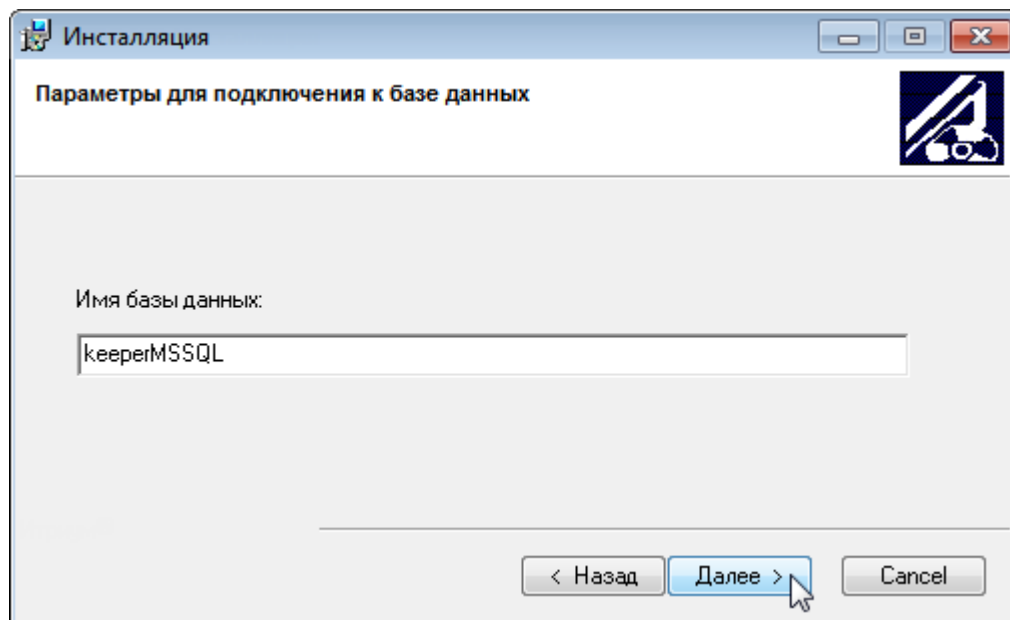 Инсталляция
Параметры для подключения к базе данных
Имя базы данных:
keeperMSSQL
< Назад
Далее >
Cancel